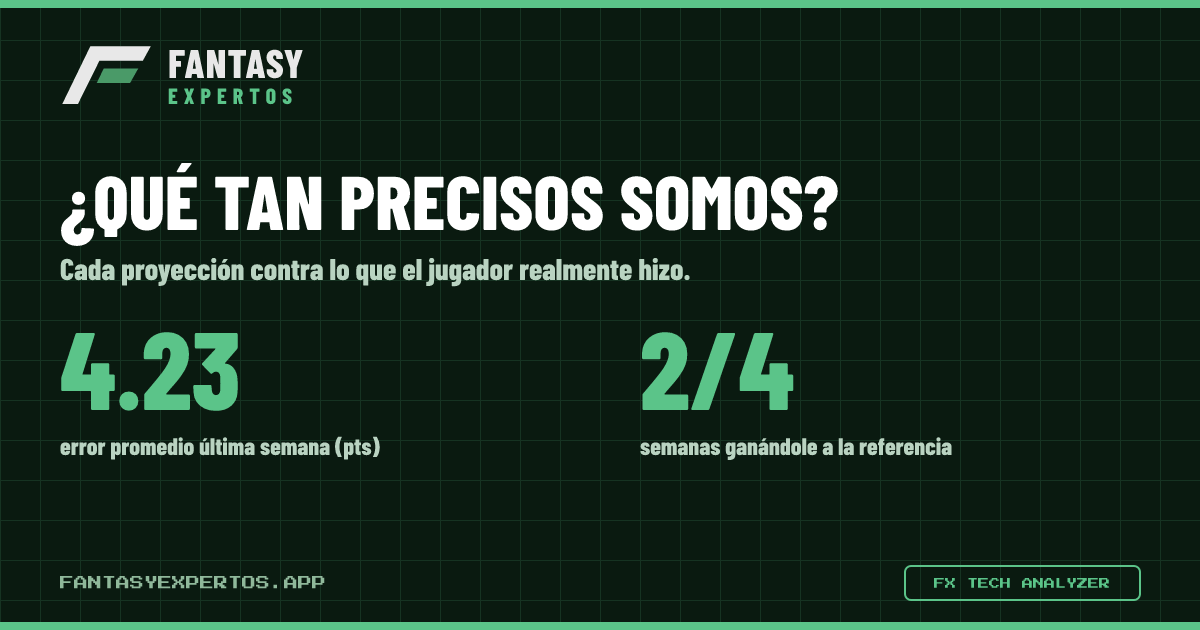 FANTASY
EXPERTOS
¿QUÉ TAN PRECISOS SOMOS?
Cada proyección contra lo que el jugador realmente hizo.
4.23
2/4
error promedio última semana (pts)
semanas ganándole a la referencia
FANTASYEXPERTOS.APP
FX TECH ANALYZER